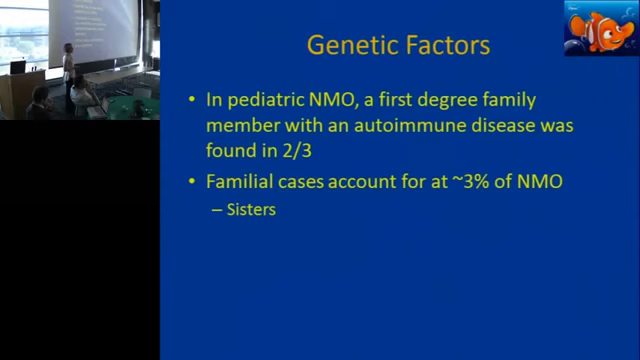 Genetic Factors
• In pediatric NMO, a first degree family
member with an autoimmune disease was
found in 2/3
• Familial cases account for at ~3% of NMO
– Sisters